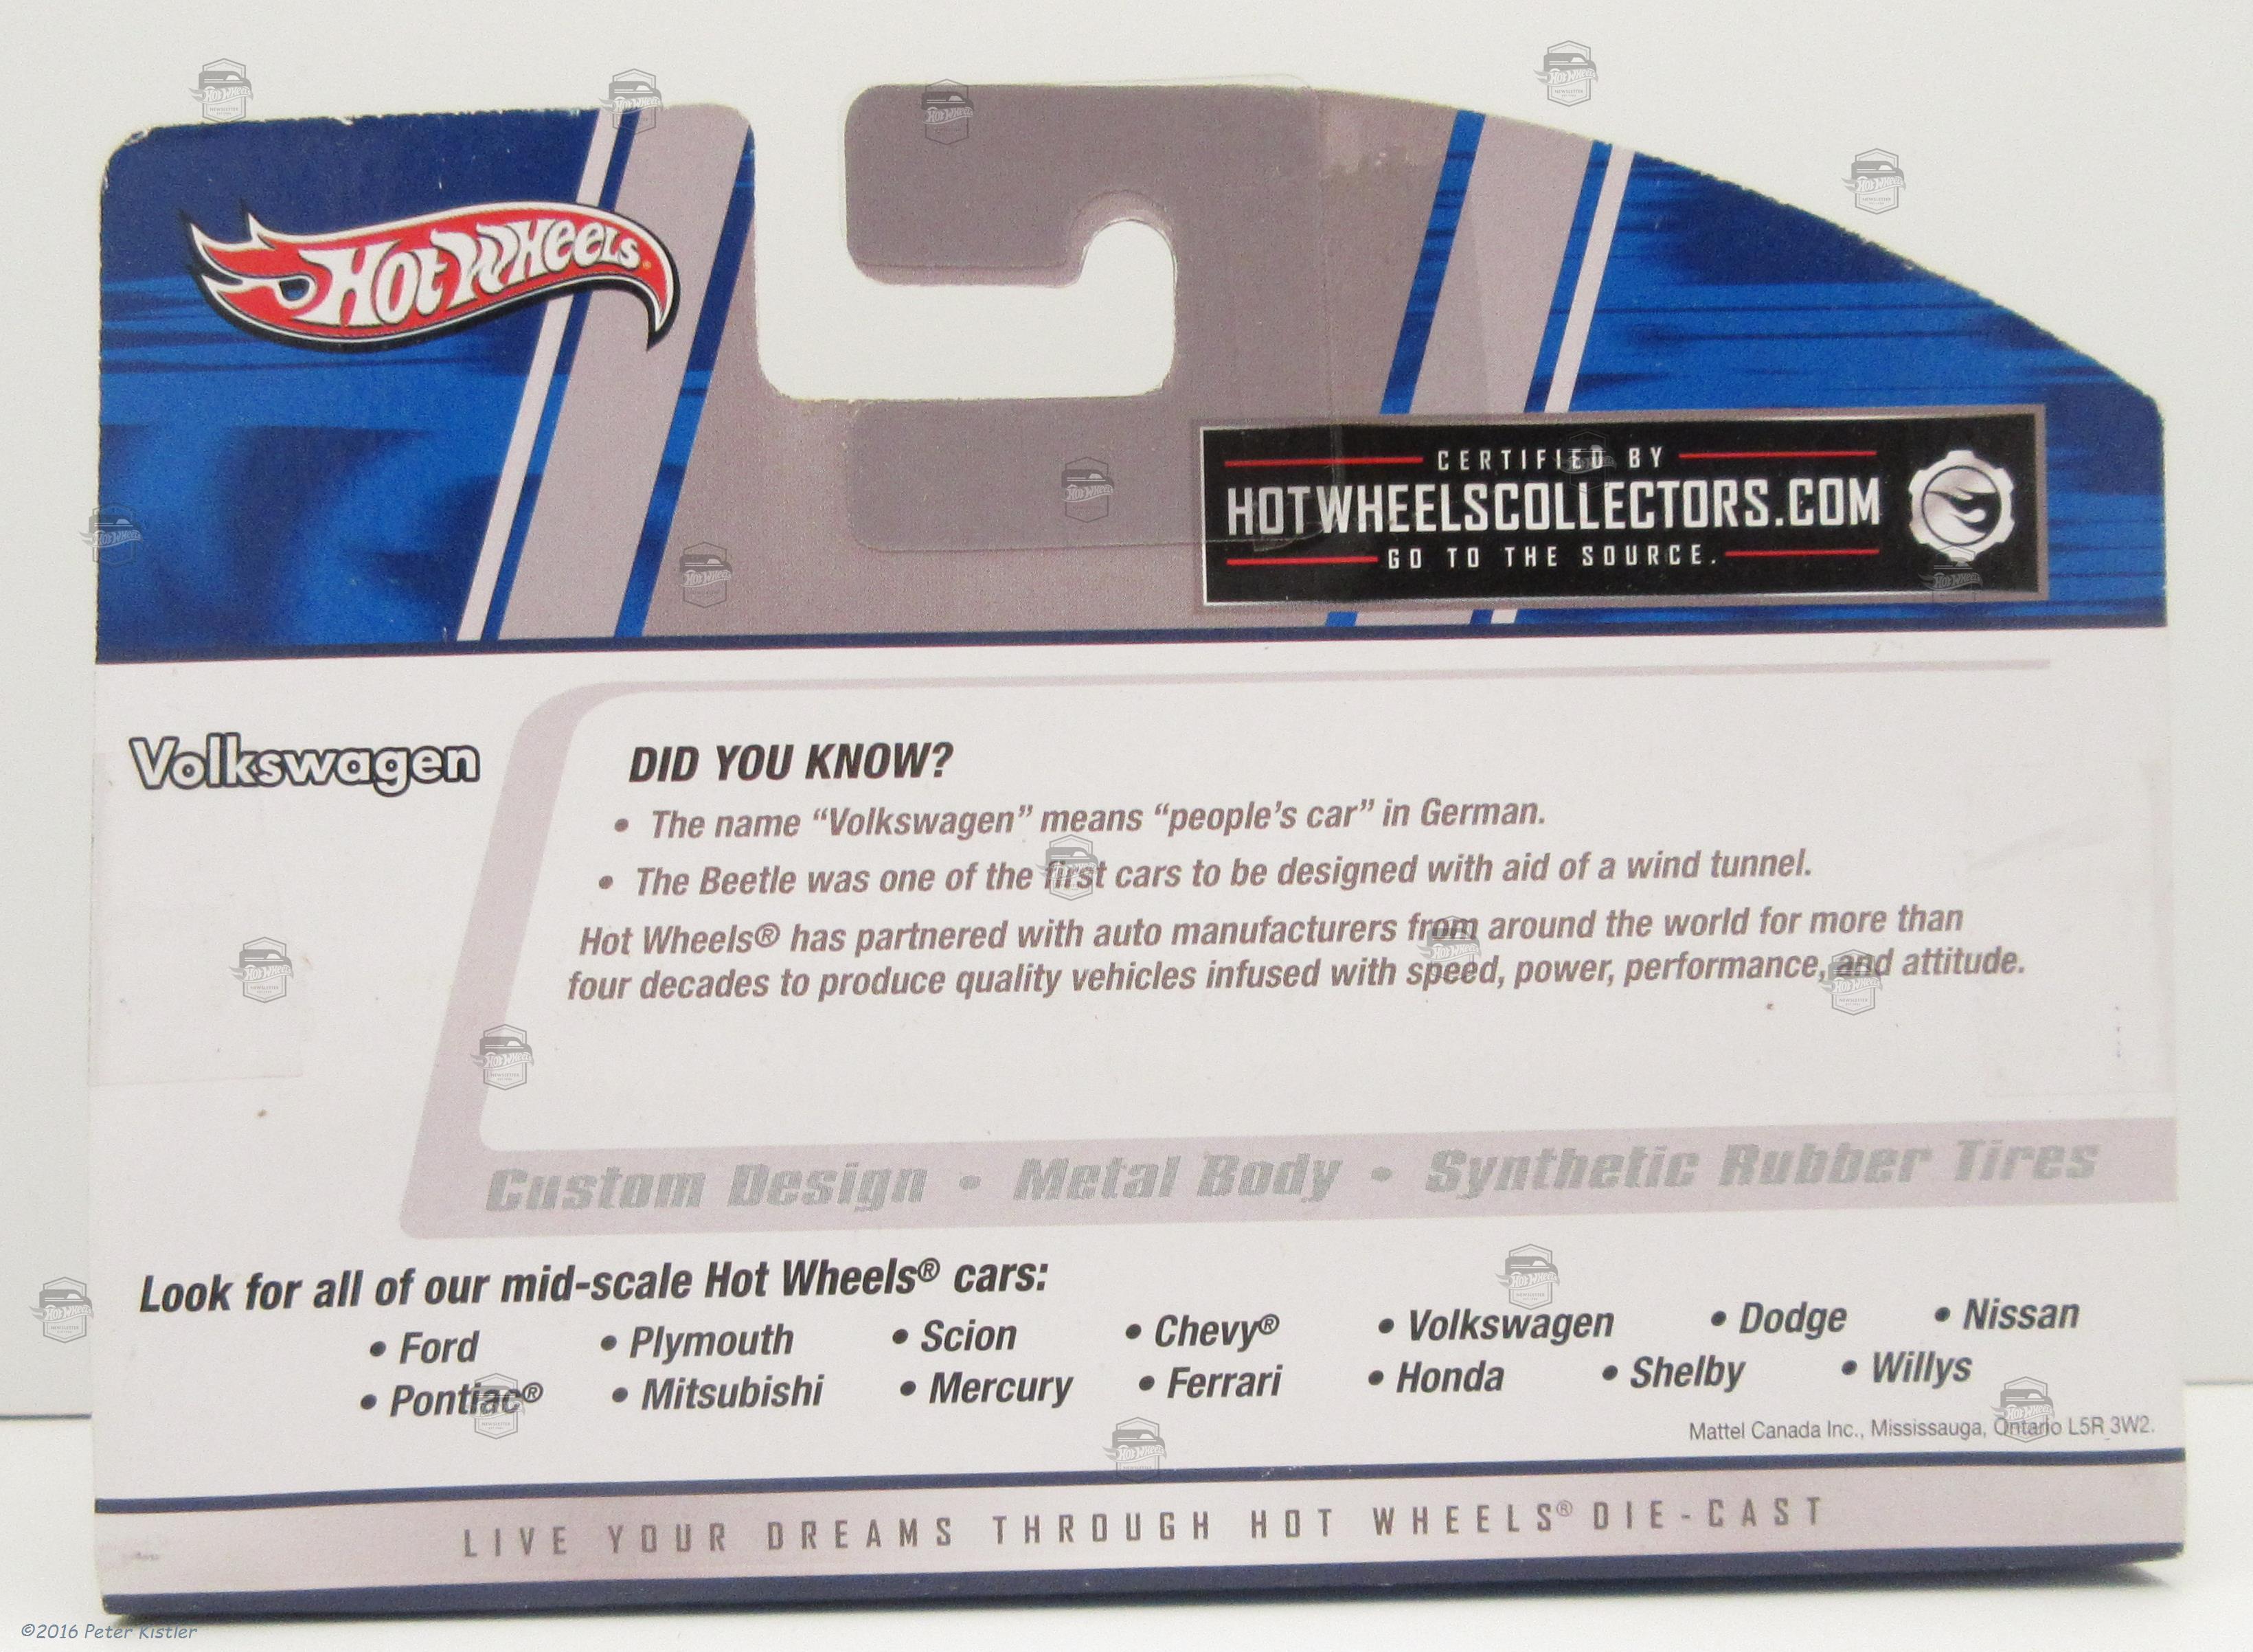 Hot Wheels
CERTIFIED BY
HOTWHEELSCOLLECTORS.COM
GO TO THE SOURCE.
Volkswagen
DID YOU KNOW?
• The name “Volkswagen” means “people’s car” in German.
• The Beetle was one of the first cars to be designed with aid of a wind tunnel.
Hot Wheels® has partnered with auto manufacturers from around the world for more than
four decades to produce quality vehicles infused with speed, power, performance, and attitude.
Custom Design • Metal Body • Synthetic Rubber Tires
Look for all of our mid-scale Hot Wheels® cars:
• Ford • Plymouth • Scion • Chevy® • Volkswagen • Dodge • Nissan
• Pontiac® • Mitsubishi • Mercury • Ferrari • Honda • Shelby • Willys
Mattel Canada Inc., Mississauga, Ontario L5R 3W2.
LIVE YOUR DREAMS THROUGH HOT WHEELS® DIE-CAST
©2016 Peter Kistler